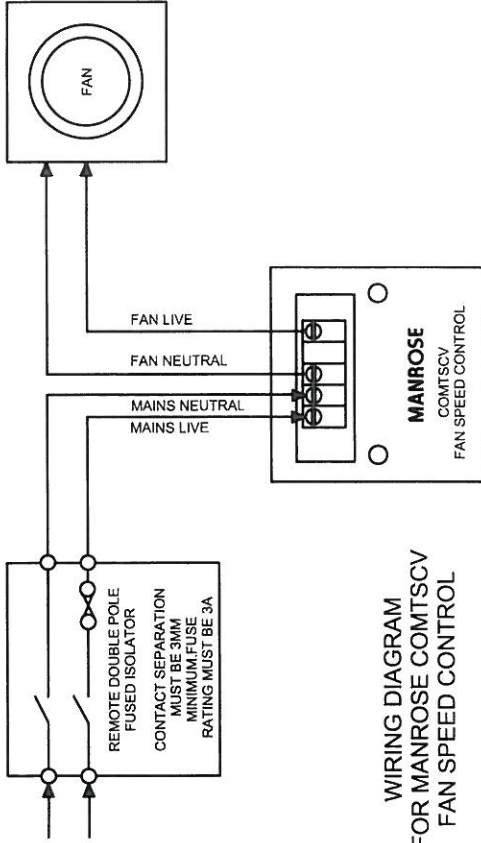 FAN
FAN LIVE
FAN NEUTRAL
MAINS NEUTRAL
MAINS LIVE
REMOTE DOUBLE POLE
FUSED ISOLATOR
CONTACT SEPARATION
MUST BE 3MM
MINIMUM.FUSE
RATING MUST BE 3A
MANROSE
COMTSCV
FAN SPEED CONTROL
WIRING DIAGRAM
FOR MANROSE COMTSCV
FAN SPEED CONTROL